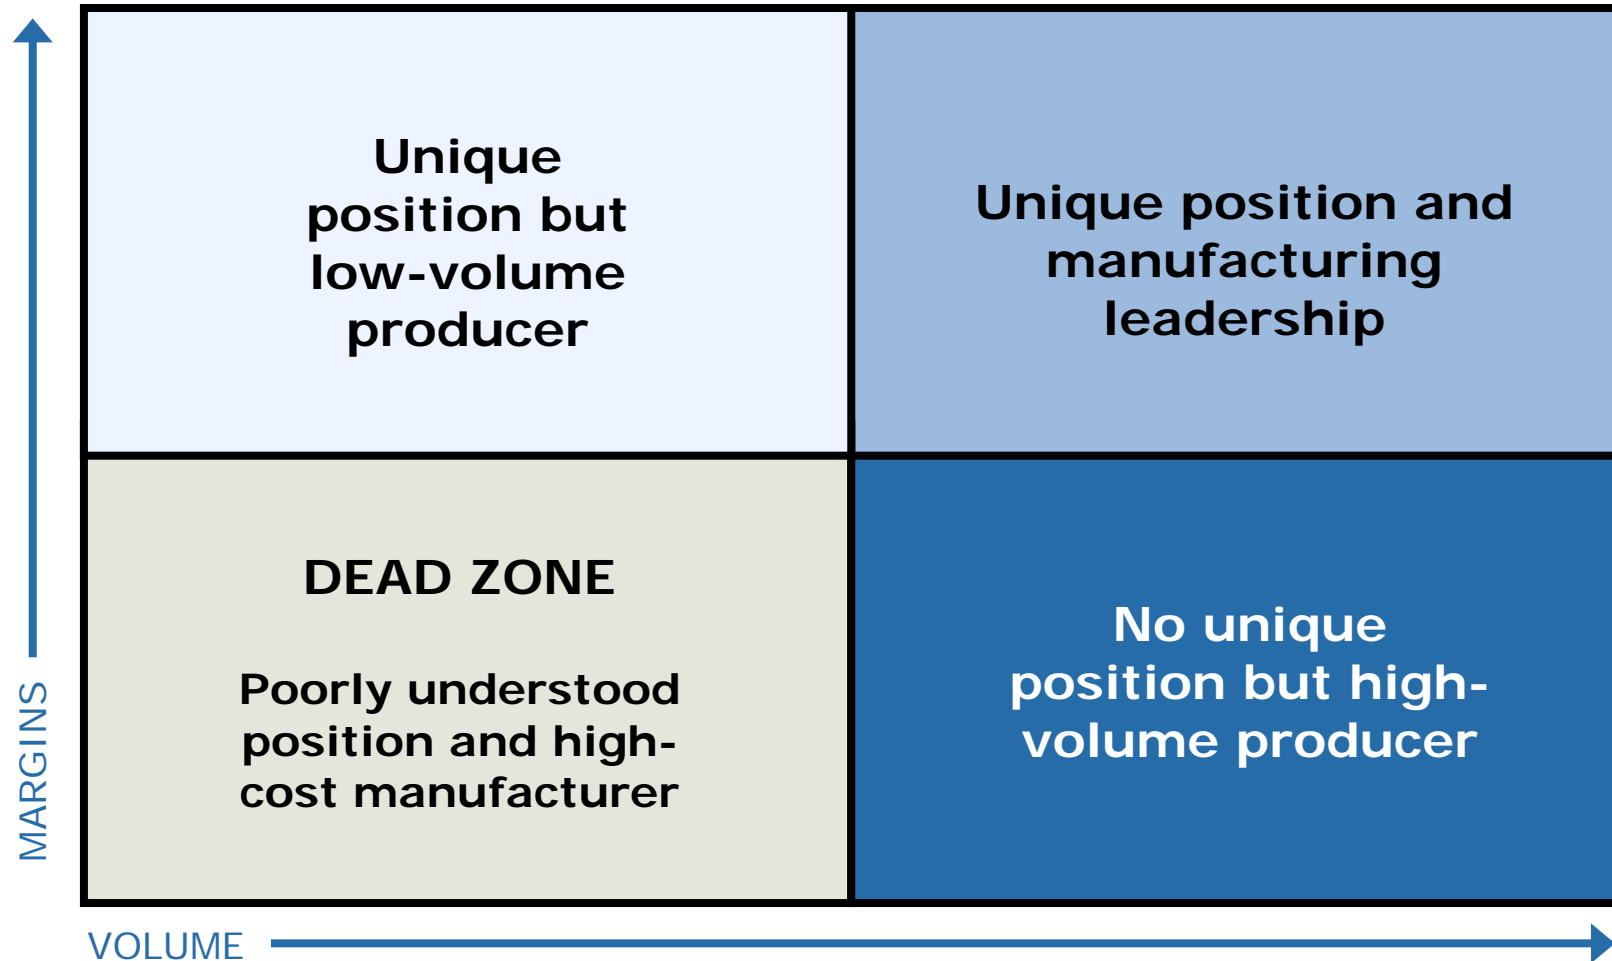 Unique
position but
low-volume
producer
Unique position and
manufacturing
leadership
DEAD ZONE
Poorly understood
position and high-
cost manufacturer
No unique
position but high-
volume producer
MARGINS
VOLUME